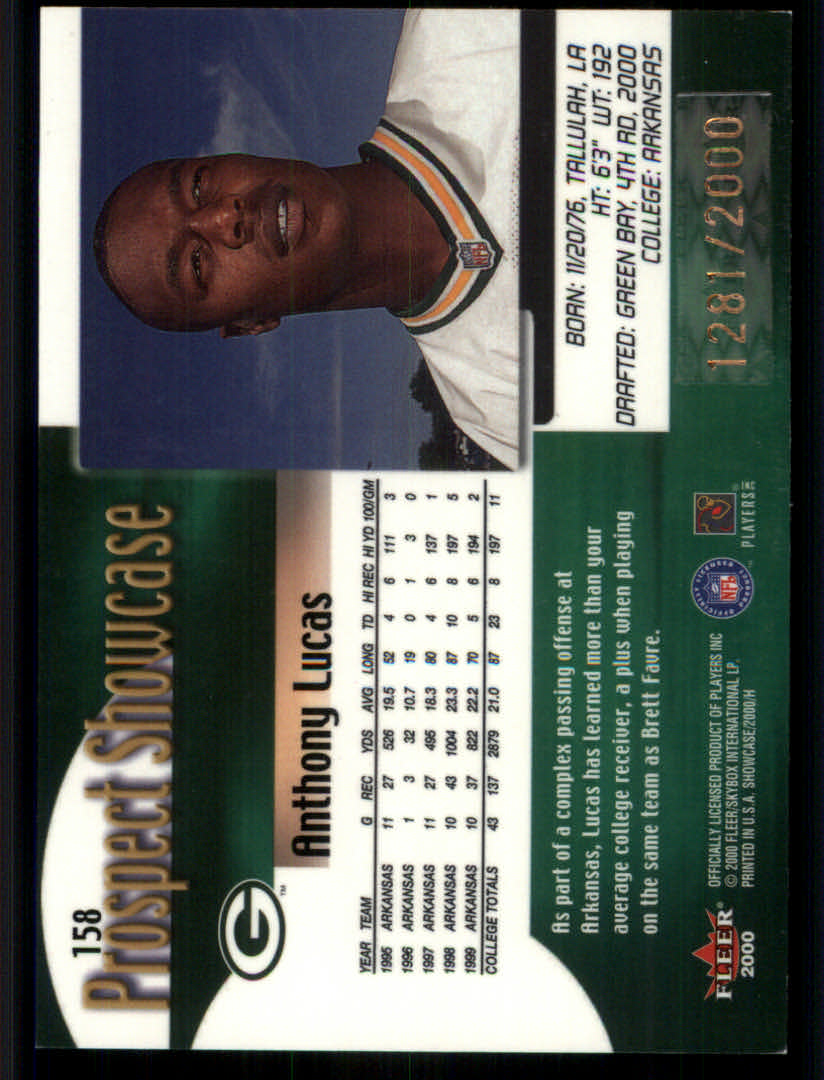 158
Prospect Showcase
G
™
Anthony Lucas
YEAR TEAM G REC YDS AVG LONG TD HI REC HI YD 100/GM
1995 ARKANSAS 11 27 526 19.5 52 4 6 111 3
1996 ARKANSAS 1 3 32 10.7 19 0 1 3 0
1997 ARKANSAS 11 27 495 18.3 80 4 6 137 1
1998 ARKANSAS 10 43 1004 23.3 87 10 8 197 5
1999 ARKANSAS 10 37 822 22.2 70 5 6 194 2
COLLEGE TOTALS 43 137 2879 21.0 87 23 8 197 11
NFL
BORN: 11/20/76, TALLULAH, LA
HT: 6'3" WT: 192
DRAFTED: GREEN BAY, 4TH RD, 2000
COLLEGE: ARKANSAS
1281/2000
As part of a complex passing offense at
Arkansas, Lucas has learned more than your
average college receiver, a plus when playing
on the same team as Brett Favre.
FLEER®
2000
OFFICIALLY LICENSED PRODUCT OF PLAYERS INC
© 2000 FLEER/SKYBOX INTERNATIONAL LP.
PRINTED IN U.S.A. SHOWCASE/2000/H
OFFICIALLY LICENSED PRODUCT
NFL
PLAYERS INC